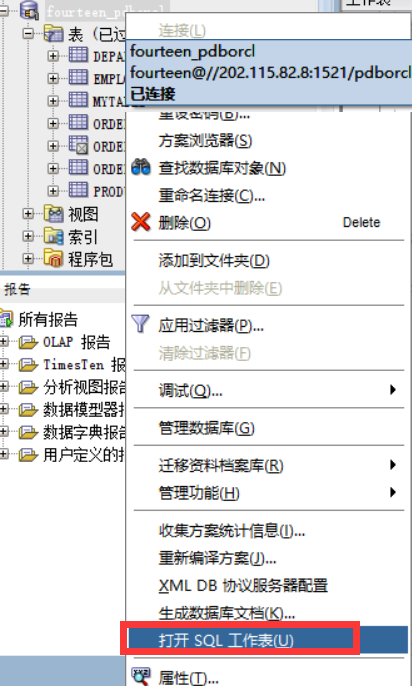 fourteen_pdborcl
表 (已过
DEPA
EMPL
MYTA
ORDE
ORDE
ORDE
PROD
视图
索引
程序包
报告
所有报告
OLAP 报告
TimesTen 报
分析视图报告
数据模型器报
数据字典报告
用户定义的报
工作表
连接(L)
fourteen_pdborcl
fourteen@//202.115.82.8:1521/pdborcl
已连接
重设密码(B)...
方案浏览器(S)
查找数据库对象(N)
重命名连接(C)...
删除(O) Delete
添加到文件夹(D)
从文件夹中删除(E)
应用过滤器(P)...
清除过滤器(F)
调试(Q)...
管理数据库(G)
迁移资料档案库(R)
管理功能(H)
收集方案统计信息(I)...
重新编译方案(J)...
XML DB 协议服务器配置
生成数据库文档(K)...
打开 SQL 工作表(U)
属性(T)...